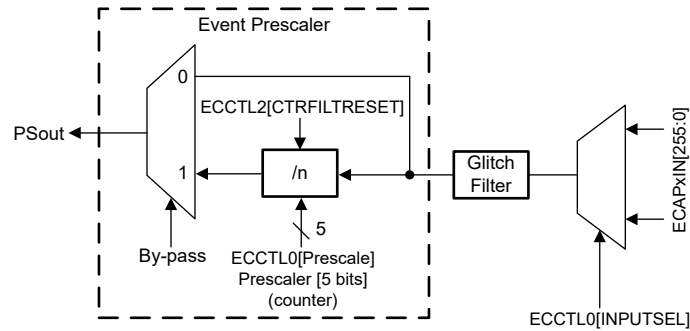 Event Prescaler
0
ECCTL2[CTRFILTRESET]
PSout
1
/n
Glitch
Filter
ECAPxIN[255:0]
5
By-pass
ECCTL0[Prescale]
Prescaler [5 bits]
(counter)
ECCTL0[INPUTSEL]